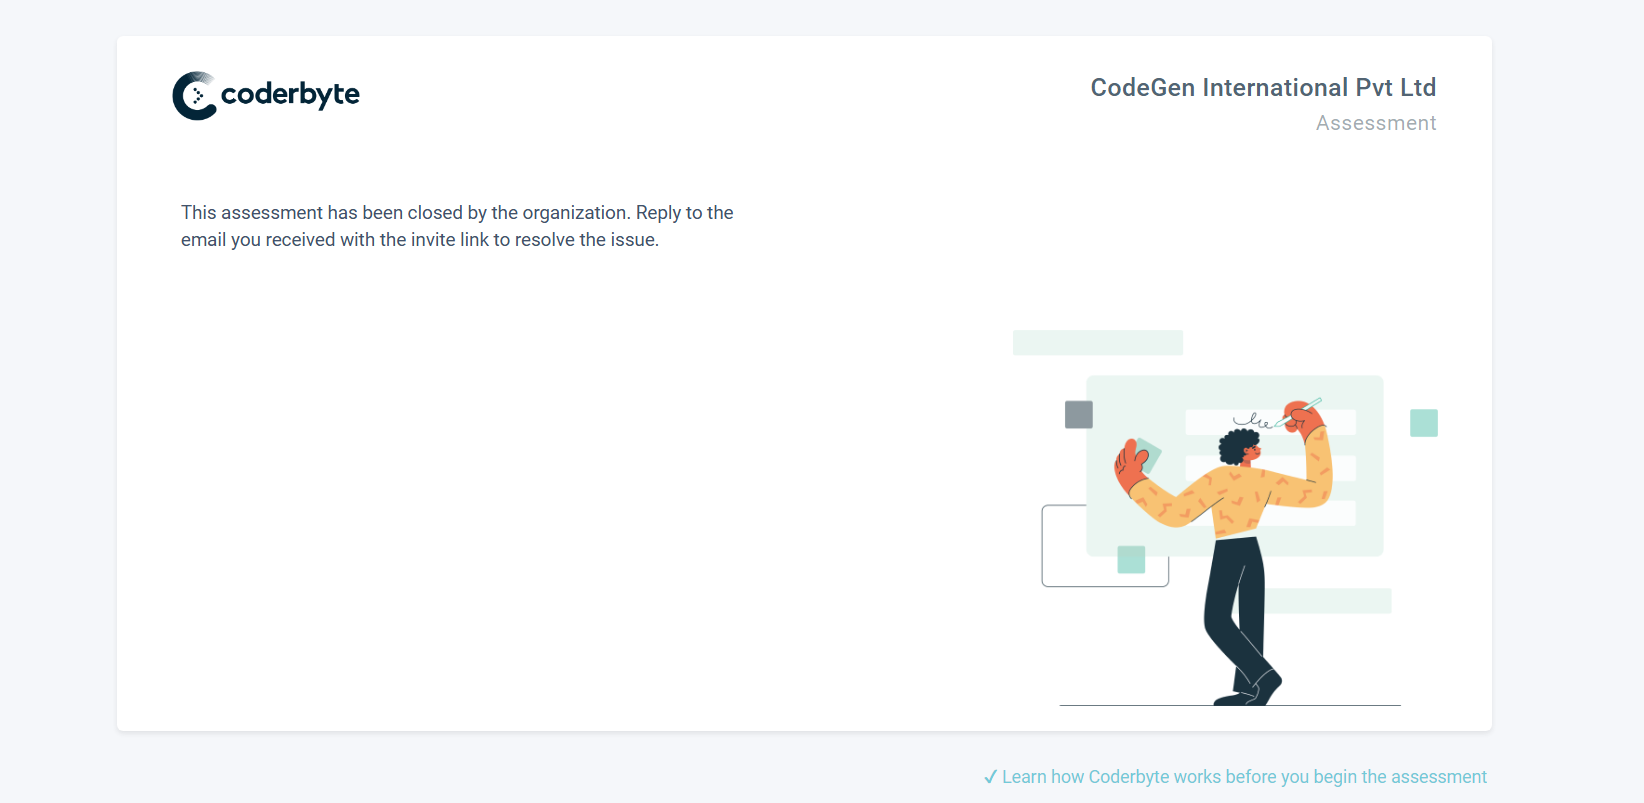 coderbyte
CodeGen International Pvt Ltd
Assessment
This assessment has been closed by the organization. Reply to the
email you received with the invite link to resolve the issue.
✓ Learn how Coderbyte works before you begin the assessment